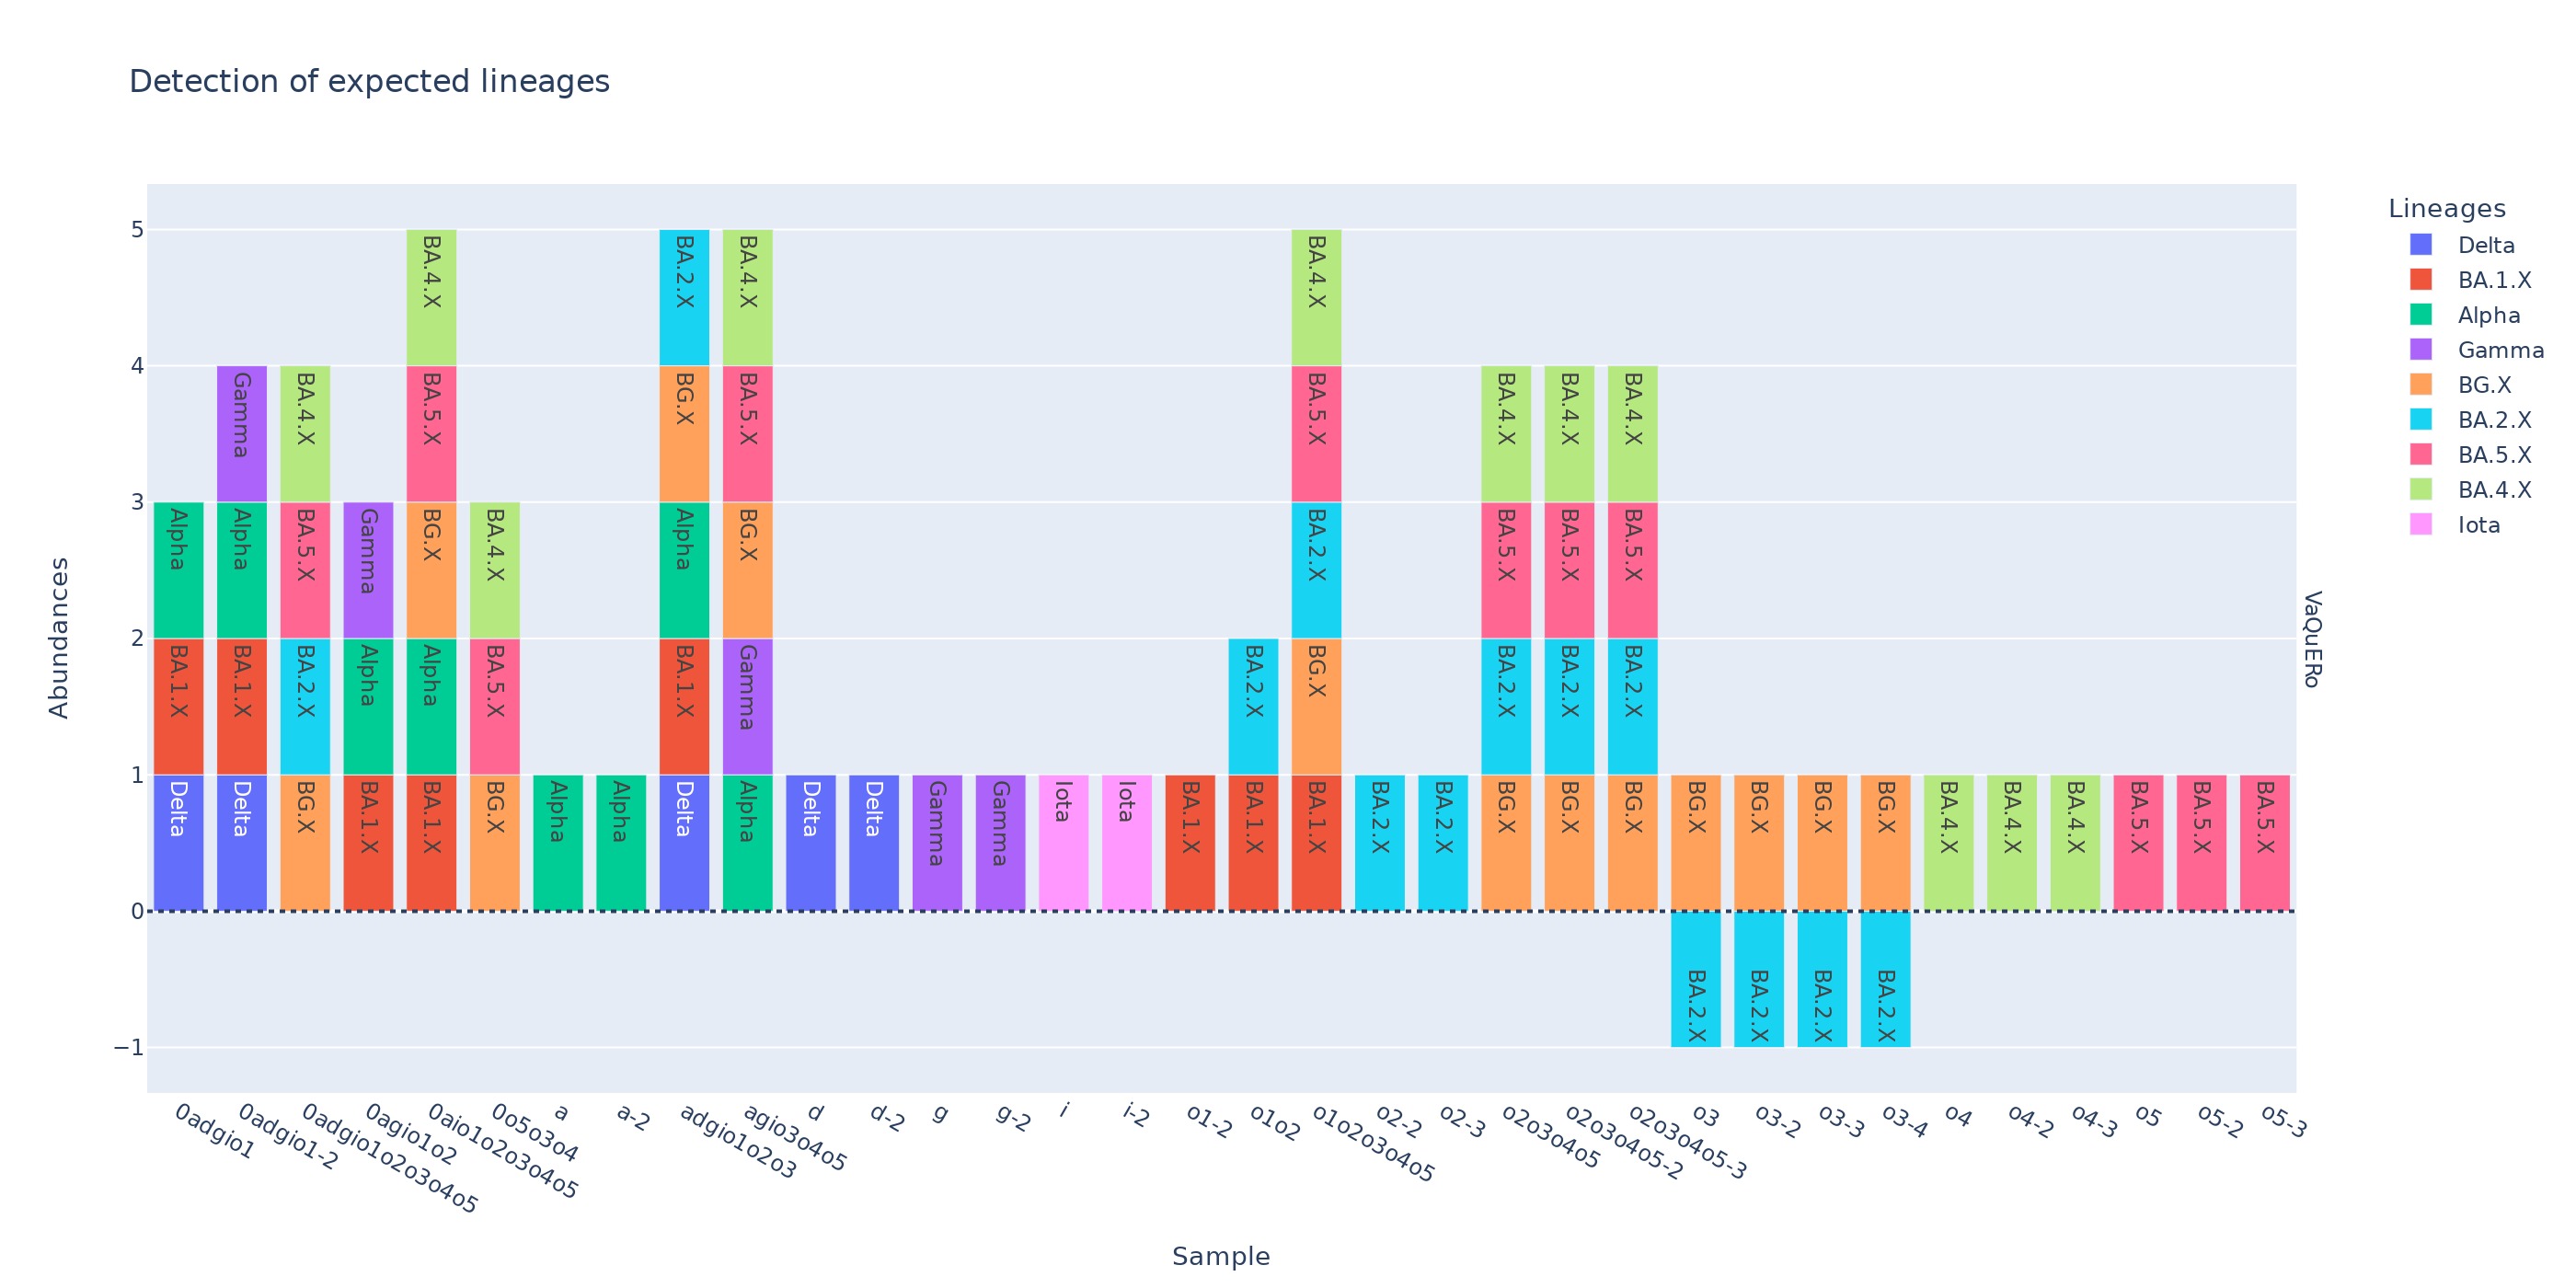 Detection of expected lineages
Abundances
5
4
3
2
1
0
−1
Delta
BA.1.X
Alpha
Delta
BA.1.X
Alpha
Gamma
BG.X
BA.2.X
BA.5.X
BA.4.X
BA.1.X
Alpha
Gamma
BA.1.X
Alpha
BG.X
BA.5.X
BA.4.X
BG.X
BA.5.X
BA.4.X
Alpha
Alpha
Delta
BA.1.X
Alpha
BG.X
BA.2.X
Alpha
Gamma
BG.X
BA.5.X
BA.4.X
Delta
Delta
Gamma
Gamma
Iota
Iota
BA.1.X
BA.1.X
BA.2.X
BA.1.X
BG.X
BA.2.X
BA.5.X
BA.4.X
BA.2.X
BA.2.X
BG.X
BA.2.X
BA.5.X
BA.4.X
BG.X
BA.2.X
BA.5.X
BA.4.X
BG.X
BA.2.X
BA.5.X
BA.4.X
BG.X
BA.2.X
BG.X
BA.2.X
BG.X
BA.2.X
BG.X
BA.2.X
BA.4.X
BA.4.X
BA.4.X
BA.5.X
BA.5.X
BA.5.X
0adgio1
0adgio1-2
0adgio1o2o3o4o5
0agio1o2
0aio1o2o3o4o5
0o5o3o4
a
a-2
adgio1o2o3
agio3o4o5
d
d-2
g
g-2
i
i-2
o1-2
o1o2
o1o2o3o4o5
o2-2
o2-3
o2o3o4o5
o2o3o4o5-2
o2o3o4o5-3
o3
o3-2
o3-3
o3-4
o4
o4-2
o4-3
o5
o5-2
o5-3
Sample
VaQuERo
Lineages
Delta
BA.1.X
Alpha
Gamma
BG.X
BA.2.X
BA.5.X
BA.4.X
Iota